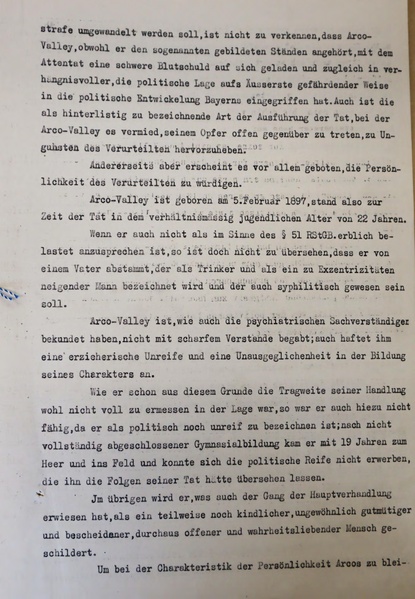 strafe umgewandelt werden soll,ist nicht zu verkennen,dass Arco-
Valley,obwohl er den sogenannten gebildeten Ständen angehört,mit dem
Attentat eine schwere Blutschuld auf sich geladen und zugleich in ver-
hängnisvoller,die politische Lage aufs Äusserste gefährdender Weise
in die politische Entwickelung Bayerns eingegriffen hat.Auch ist die
als hinterlistig zu bezeichnende Art der Ausführung der Tat,bei der
Arco-Valley es vermied,seinem Opfer offen gegenüber zu treten,zu Un-
gunsten des Verurteilten hervorzuheben.
Andererseits aber erscheint es vor allem geboten,die Persön-
lichkeit des Verurteilten zu würdigen.
Arco-Valley ist geboren am 5.Februar 1897,stand also zur
Zeit der Tat in dem verhältnismässig jugendlichen Alter von 22 Jahren.
Wenn er auch nicht als im Sinne des § 51 RStGB.erblich be-
lastet anzusprechen ist,so ist doch nicht zu übersehen,dass er von
einem Vater abstammt,der als Trinker und als ein zu Exzentrizitäten
neigender Mann bezeichnet wird und der auch syphilitisch gewesen sein
soll.
Arco-Valley ist,wie auch die psychistrischen Sachverständigen
bekundet haben,nicht mit scharfem Verstande begabt;auch haftet ihm
eine erzieherische Unreife und eine Unausgeglichenheit in der Bildung
seines Charakters an.
Wie er schon aus diesem Grunde die Tragweite seiner Handlung
wohl nicht voll zu ermessen in der Lage war,so war er auch hiezu nicht
fähig,da er als politisch noch unreif zu bezeichnen ist;nach nicht
vollständig abgeschlossener Gymnasialbildung kam er mit 19 Jahren zum
Heer und ins Feld und konnte sich die politische Reife nicht erwerben,
die ihn die Folgen seiner Tat hätte übersehen lassen.
Jm übrigen wird er,was auch der Gang der Hauptverhandlung
erwiesen hat,als ein teilweise noch kindlicher,ungewöhnlich gutmütiger
und bescheidener,durchaus offener und wahrheitsliebender Mensch ge-
schildert.
Um bei der Charakteristik der Persönlichkeit Arcos zu blei-